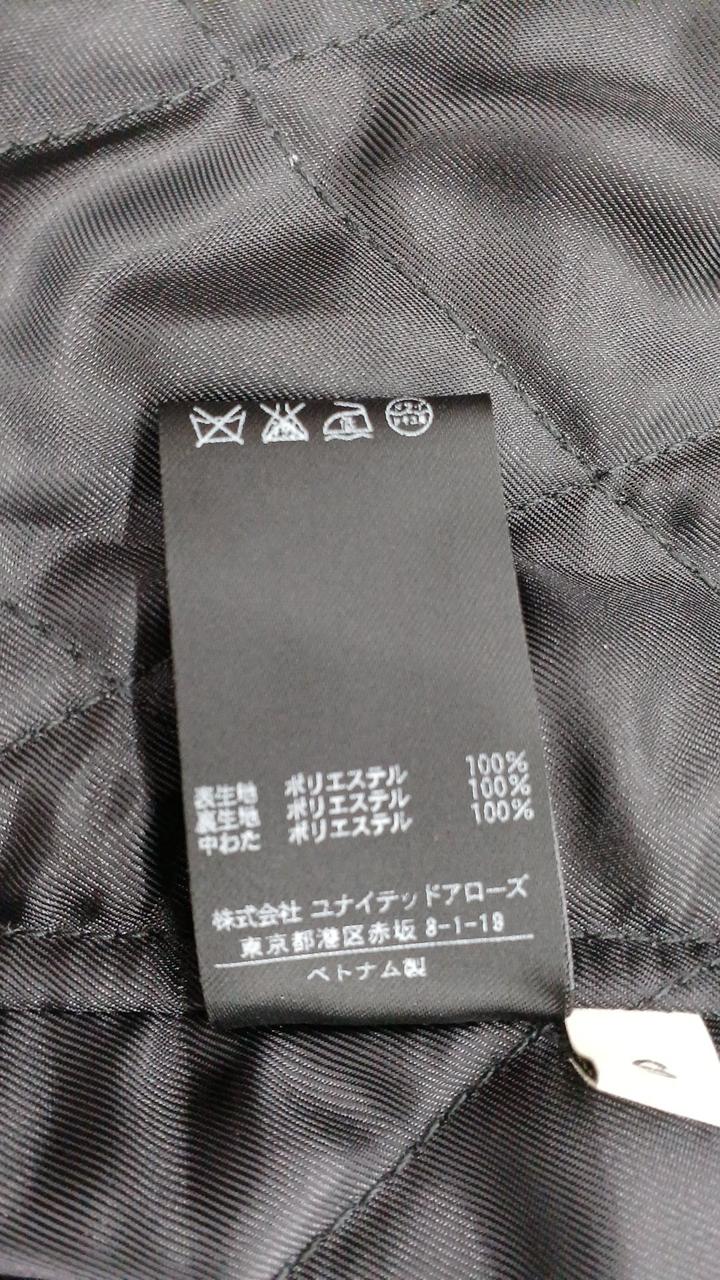 表生地 ポリエステル 100%
裏生地 ポリエステル 100%
中わた ポリエステル 100%
株式会社 ユナイテッドアローズ
東京都港区赤坂 8-1-19
ベトナム製